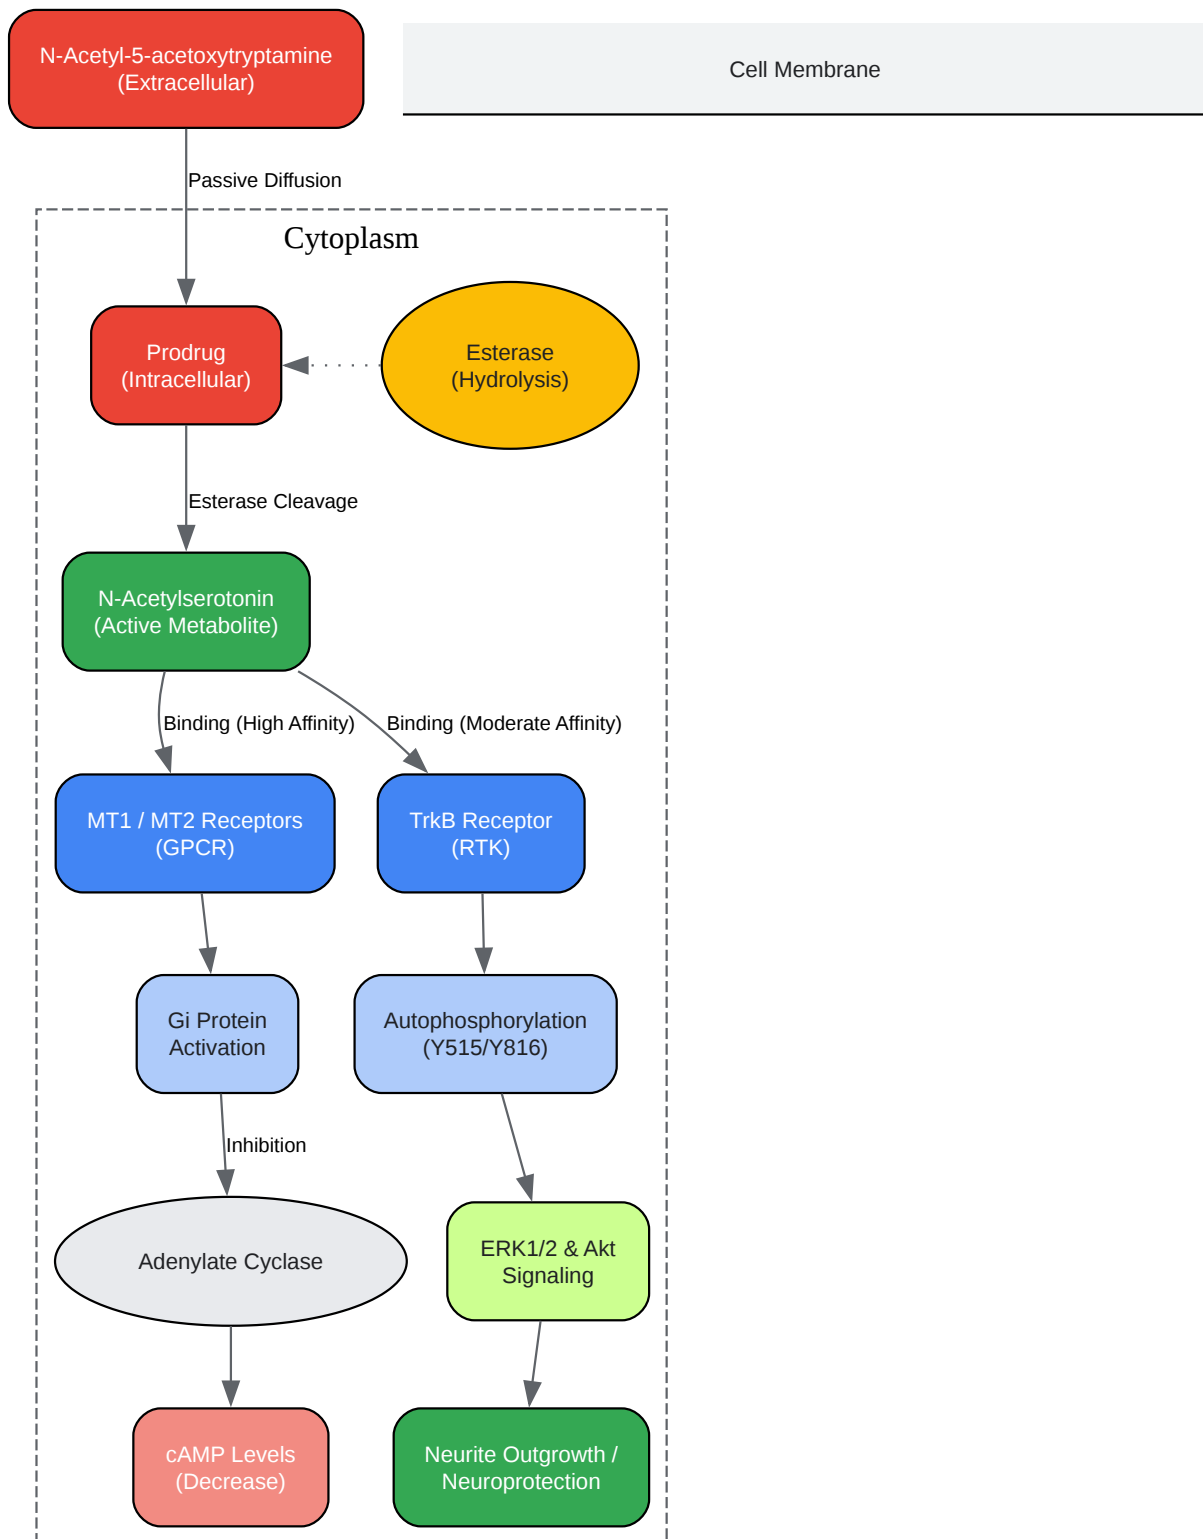 N-Acetyl-5-acetoxytryptamine
(Extracellular)
Cell Membrane
Passive Diffusion
Cytoplasm
Prodrug
(Intracellular)
Esterase
(Hydrolysis)
Esterase Cleavage
N-Acetylserotonin
(Active Metabolite)
Binding (High Affinity)
Binding (Moderate Affinity)
MT1 / MT2 Receptors
(GPCR)
TrkB Receptor
(RTK)
Gi Protein
Activation
Autophosphorylation
(Y515/Y816)
Inhibition
Adenylate Cyclase
ERK1/2 & Akt
Signaling
cAMP Levels
(Decrease)
Neurite Outgrowth /
Neuroprotection